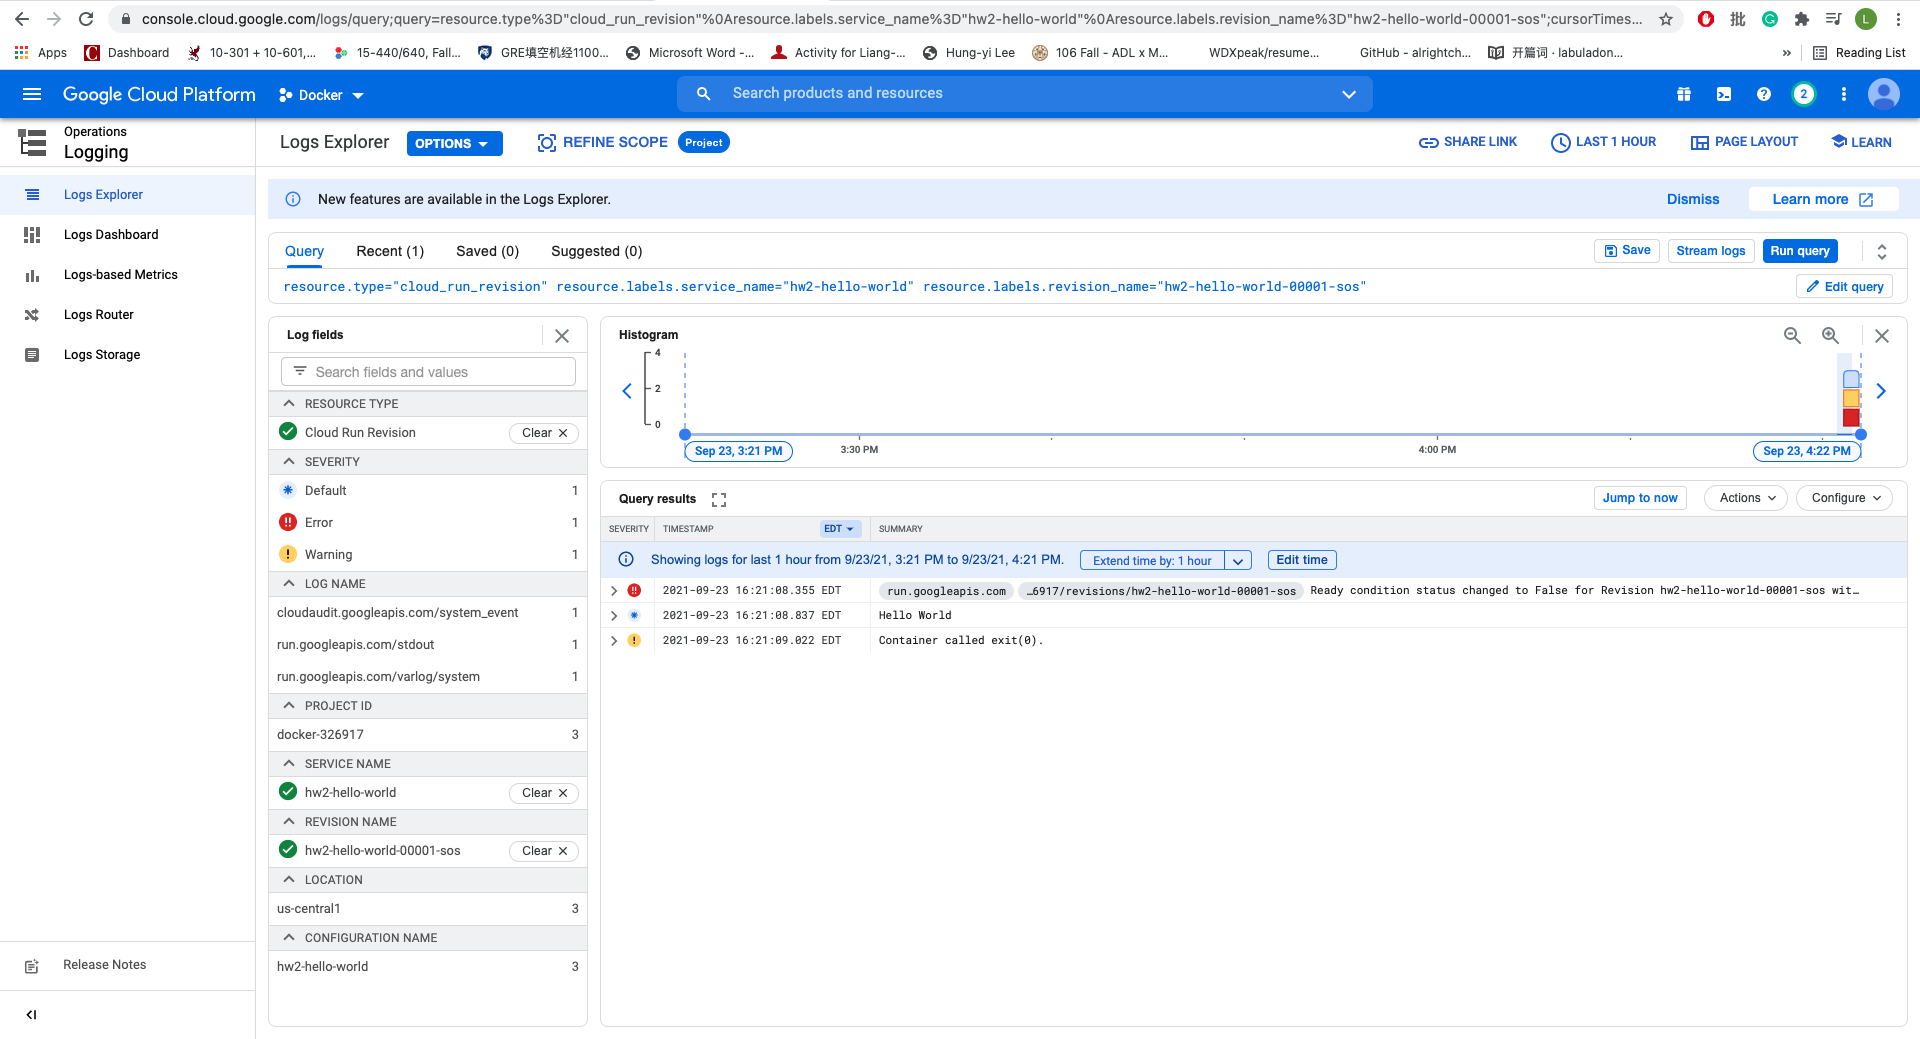 console.cloud.google.com/logs/query;query=resource.type%3D"cloud_run_revision"%0Aresource.labels.service_name%3D"hw2-hello-world"%0Aresource.labels.revision_name%3D"hw2-hello-world-00001-sos";cursorTimes...
批
L
Apps
Dashboard
10-301 + 10-601,...
15-440/640, Fall...
GRE填空机经1100...
Microsoft Word -...
Activity for Liang-...
Hung-yi Lee
106 Fall - ADL x M...
WDXpeak/resume...
GitHub - alrightch...
开篇词 · labuladon...
»
Reading List
Google Cloud Platform
Docker
Search products and resources
2
Operations
Logging
Logs Explorer
OPTIONS
REFINE SCOPE
Project
SHARE LINK
LAST 1 HOUR
PAGE LAYOUT
LEARN
Logs Explorer
Logs Dashboard
Logs-based Metrics
Logs Router
Logs Storage
Release Notes
New features are available in the Logs Explorer.
Dismiss
Learn more
Query
Recent (1)
Saved (0)
Suggested (0)
Save
Stream logs
Run query
resource.type="cloud_run_revision" resource.labels.service_name="hw2-hello-world" resource.labels.revision_name="hw2-hello-world-00001-sos"
Edit query
Log fields
Search fields and values
RESOURCE TYPE
Cloud Run Revision
Clear
SEVERITY
Default 1
Error 1
Warning 1
LOG NAME
cloudaudit.googleapis.com/system_event 1
run.googleapis.com/stdout 1
run.googleapis.com/varlog/system 1
PROJECT ID
docker-326917 3
SERVICE NAME
hw2-hello-world
Clear
REVISION NAME
hw2-hello-world-00001-sos
Clear
LOCATION
us-central1 3
CONFIGURATION NAME
hw2-hello-world 3
Histogram
4
2
0
Sep 23, 3:21 PM
3:30 PM
4:00 PM
Sep 23, 4:22 PM
Query results
Jump to now
Actions
Configure
SEVERITY
TIMESTAMP
EDT
SUMMARY
Showing logs for last 1 hour from 9/23/21, 3:21 PM to 9/23/21, 4:21 PM.
Extend time by: 1 hour
Edit time
2021-09-23 16:21:08.355 EDT run.googleapis.com …6917/revisions/hw2-hello-world-00001-sos Ready condition status changed to False for Revision hw2-hello-world-00001-sos wit…
2021-09-23 16:21:08.837 EDT Hello World
2021-09-23 16:21:09.022 EDT Container called exit(0).